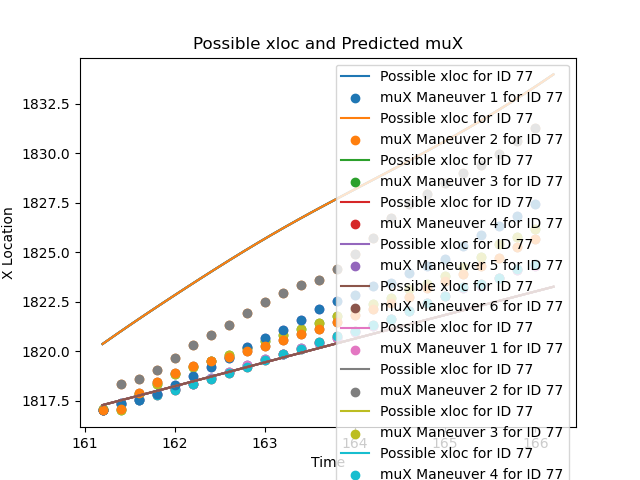 Possible xloc and Predicted muX
X Location
1832.5
1830.0
1827.5
1825.0
1822.5
1820.0
1817.5
161
162
163
164
165
166
Time
Possible xloc for ID 77
muX Maneuver 1 for ID 77
Possible xloc for ID 77
muX Maneuver 2 for ID 77
Possible xloc for ID 77
muX Maneuver 3 for ID 77
Possible xloc for ID 77
muX Maneuver 4 for ID 77
Possible xloc for ID 77
muX Maneuver 5 for ID 77
Possible xloc for ID 77
muX Maneuver 6 for ID 77
Possible xloc for ID 77
muX Maneuver 1 for ID 77
Possible xloc for ID 77
muX Maneuver 2 for ID 77
Possible xloc for ID 77
muX Maneuver 3 for ID 77
Possible xloc for ID 77
muX Maneuver 4 for ID 77